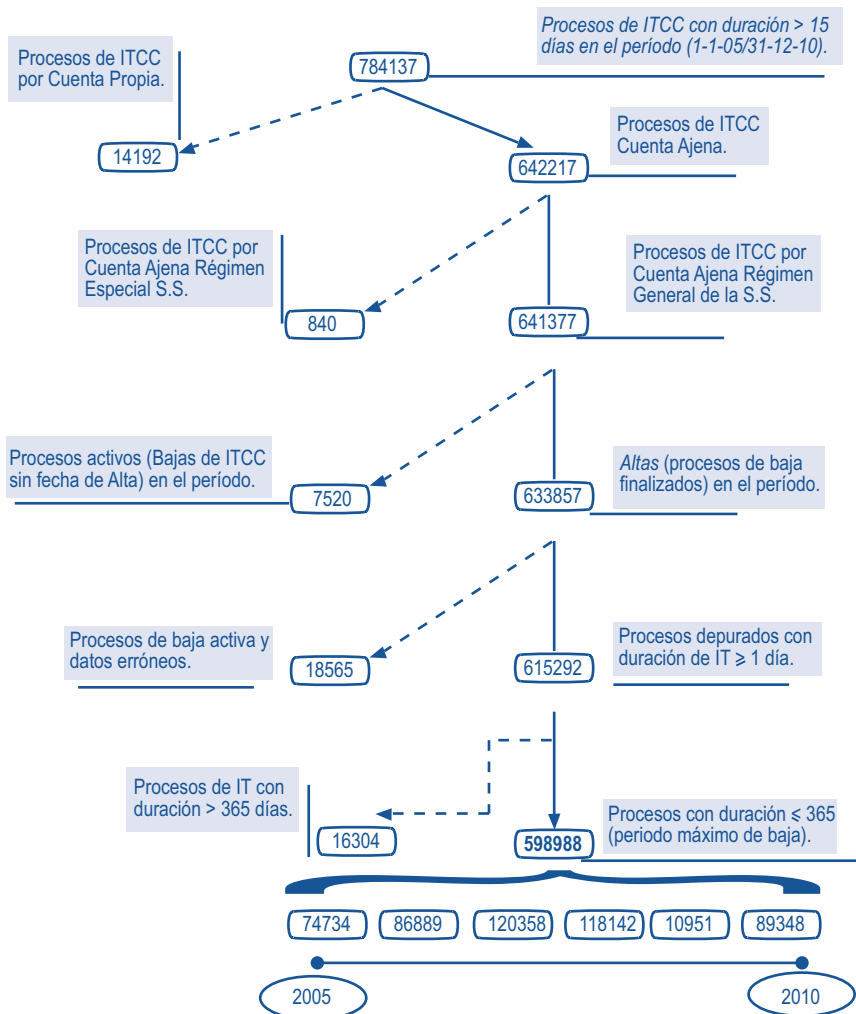 Procesos de ITCC con duración > 15
días en el período (1-1-05/31-12-10).
Procesos de ITCC
por Cuenta Propia.
784137
14192
Procesos de ITCC
Cuenta Ajena.
642217
Procesos de ITCC por
Cuenta Ajena Régimen
Especial S.S.
840
Procesos de ITCC por
Cuenta Ajena Régimen
General de la S.S.
641377
Procesos activos (Bajas de ITCC
sin fecha de Alta) en el período.
7520
Altas (procesos de baja
finalizados) en el período.
633857
Procesos de baja activa y
datos erróneos.
18565
Procesos depurados con
duración de IT ⩾ 1 día.
615292
Procesos de IT con
duración > 365 días.
16304
Procesos con duración ⩽ 365
(periodo máximo de baja).
598988
74734 86889 120358 118142 10951 89348
2005 2010